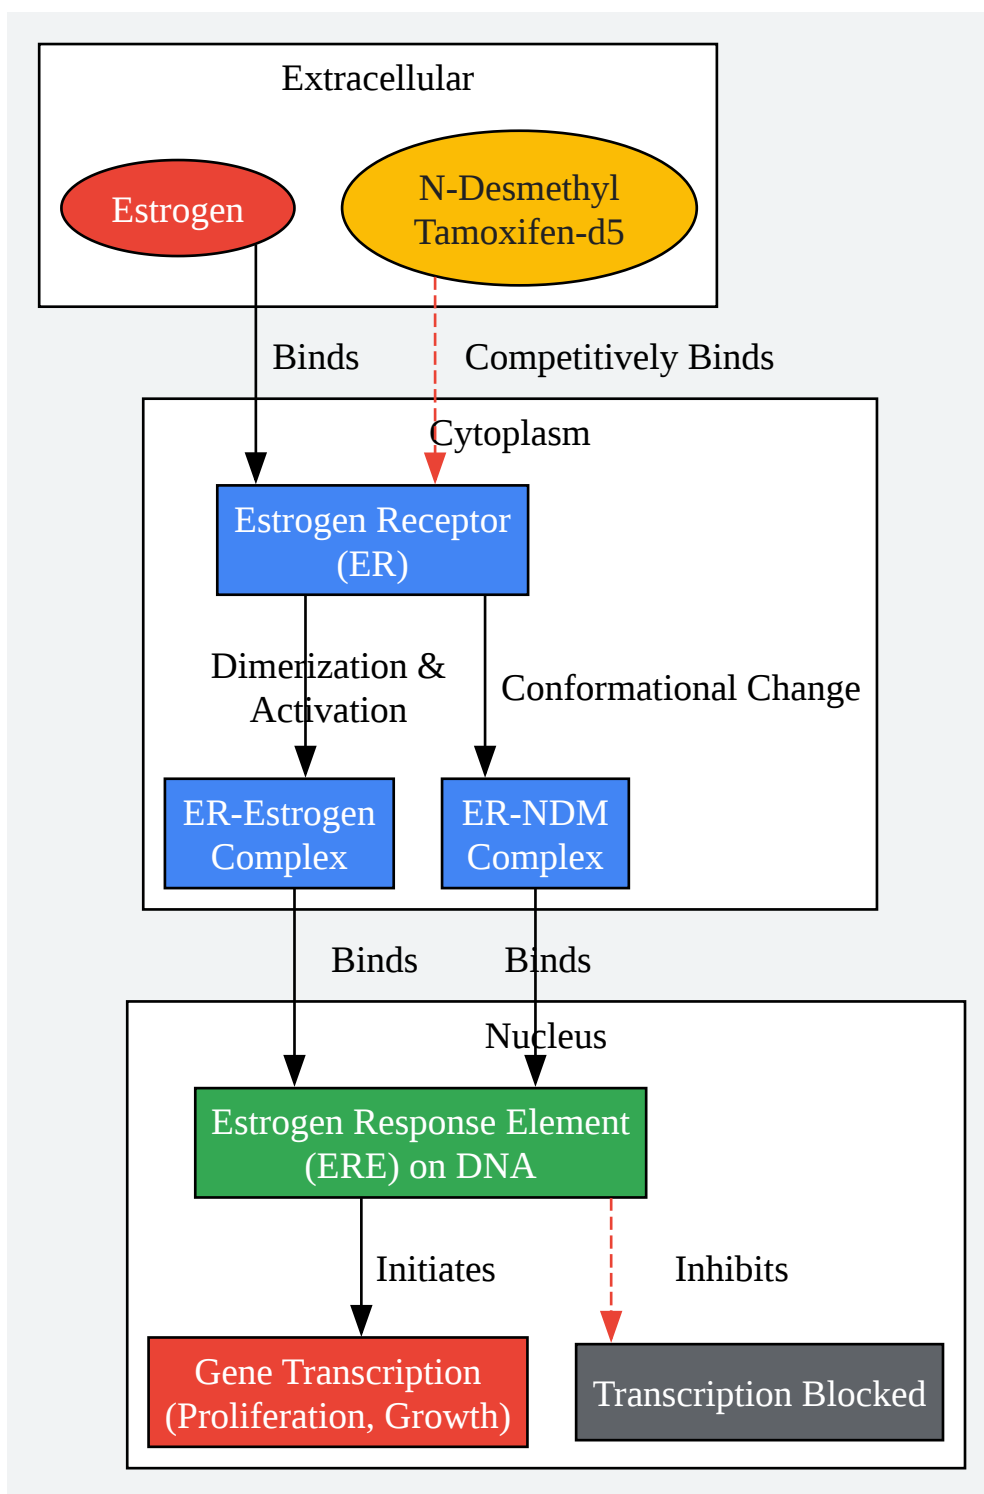 Extracellular
Estrogen
N-Desmethyl
Tamoxifen-d5
Binds
Competitively Binds
Cytoplasm
Estrogen Receptor
(ER)
Dimerization &
Activation
Conformational Change
ER-Estrogen
Complex
ER-NDM
Complex
Binds
Binds
Nucleus
Estrogen Response Element
(ERE) on DNA
Initiates
Inhibits
Gene Transcription
(Proliferation, Growth)
Transcription Blocked